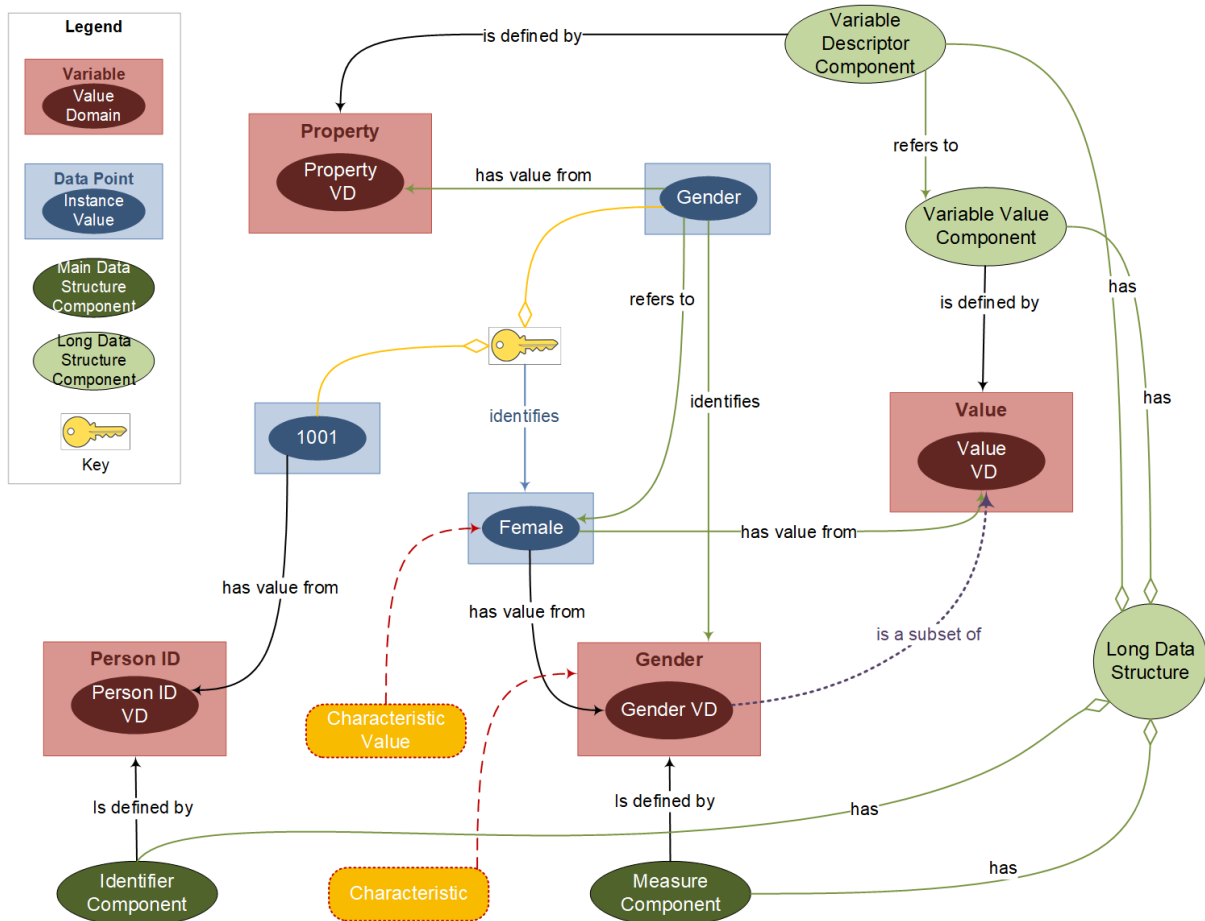 Legend
Variable
Value
Domain
Data Point
Instance
Value
Main Data
Structure
Component
Long Data
Structure
Component
Key
Variable
Descriptor
Component
is defined by
Property
Property
VD
has value from
Gender
refers to
Variable Value
Component
is defined by
has
refers to
identifies
identifies
has
1001
Value
Value
VD
Female
has value from
has value from
has value from
is a subset of
Long Data
Structure
Person ID
Person ID
VD
Gender
Gender VD
Characteristic
Value
Is defined by
Is defined by
has
has
Identifier
Component
Characteristic
Measure
Component